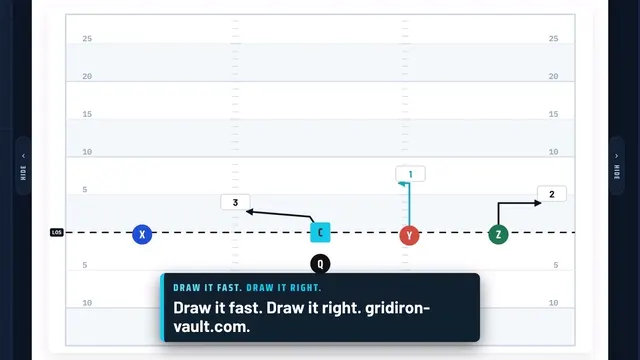 25 25
20 20
15 15
10 10
1
5 2
3
HIDE HIDE
LOS X C Y Z
Q
5 5
DRAW IT FAST. DRAW IT RIGHT.
Draw it fast. Draw it right. gridiron-
vault.com.
10 10